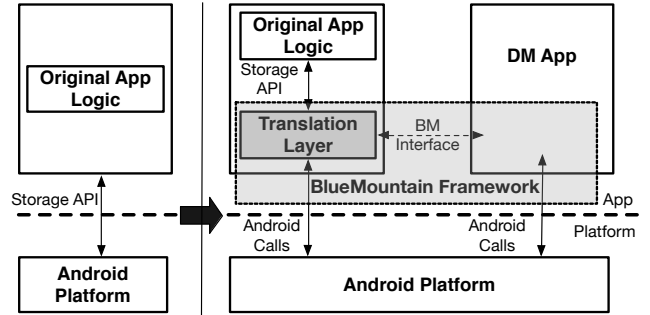 Original App
Logic
Storage API
Android
Platform
Original App
Logic
Storage
API
Translation
Layer
BM
Interface
DM App
BlueMountain Framework
App
Platform
Android
Calls
Android
Calls
Android Platform